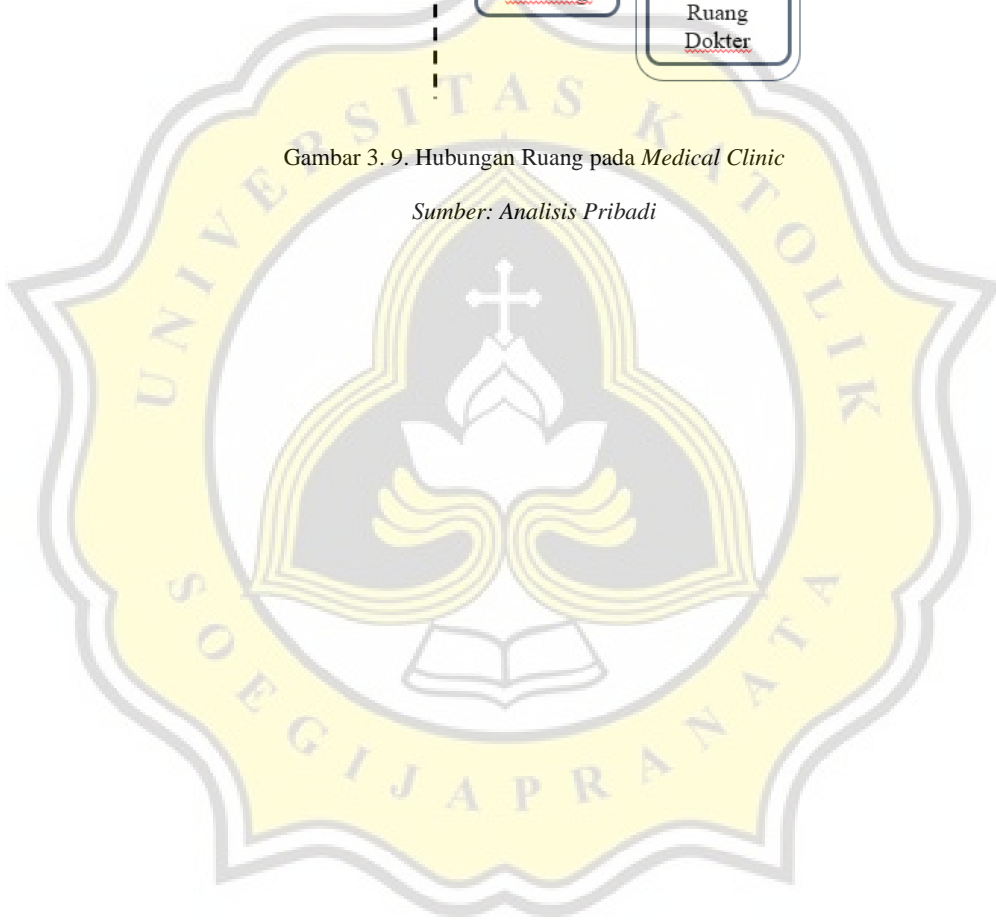 Ruang
Dokter
UNIVERSITAS KATOLIK
Gambar 3. 9. Hubungan Ruang pada Medical Clinic
Sumber: Analisis Pribadi
SOEGIJAPRANATA